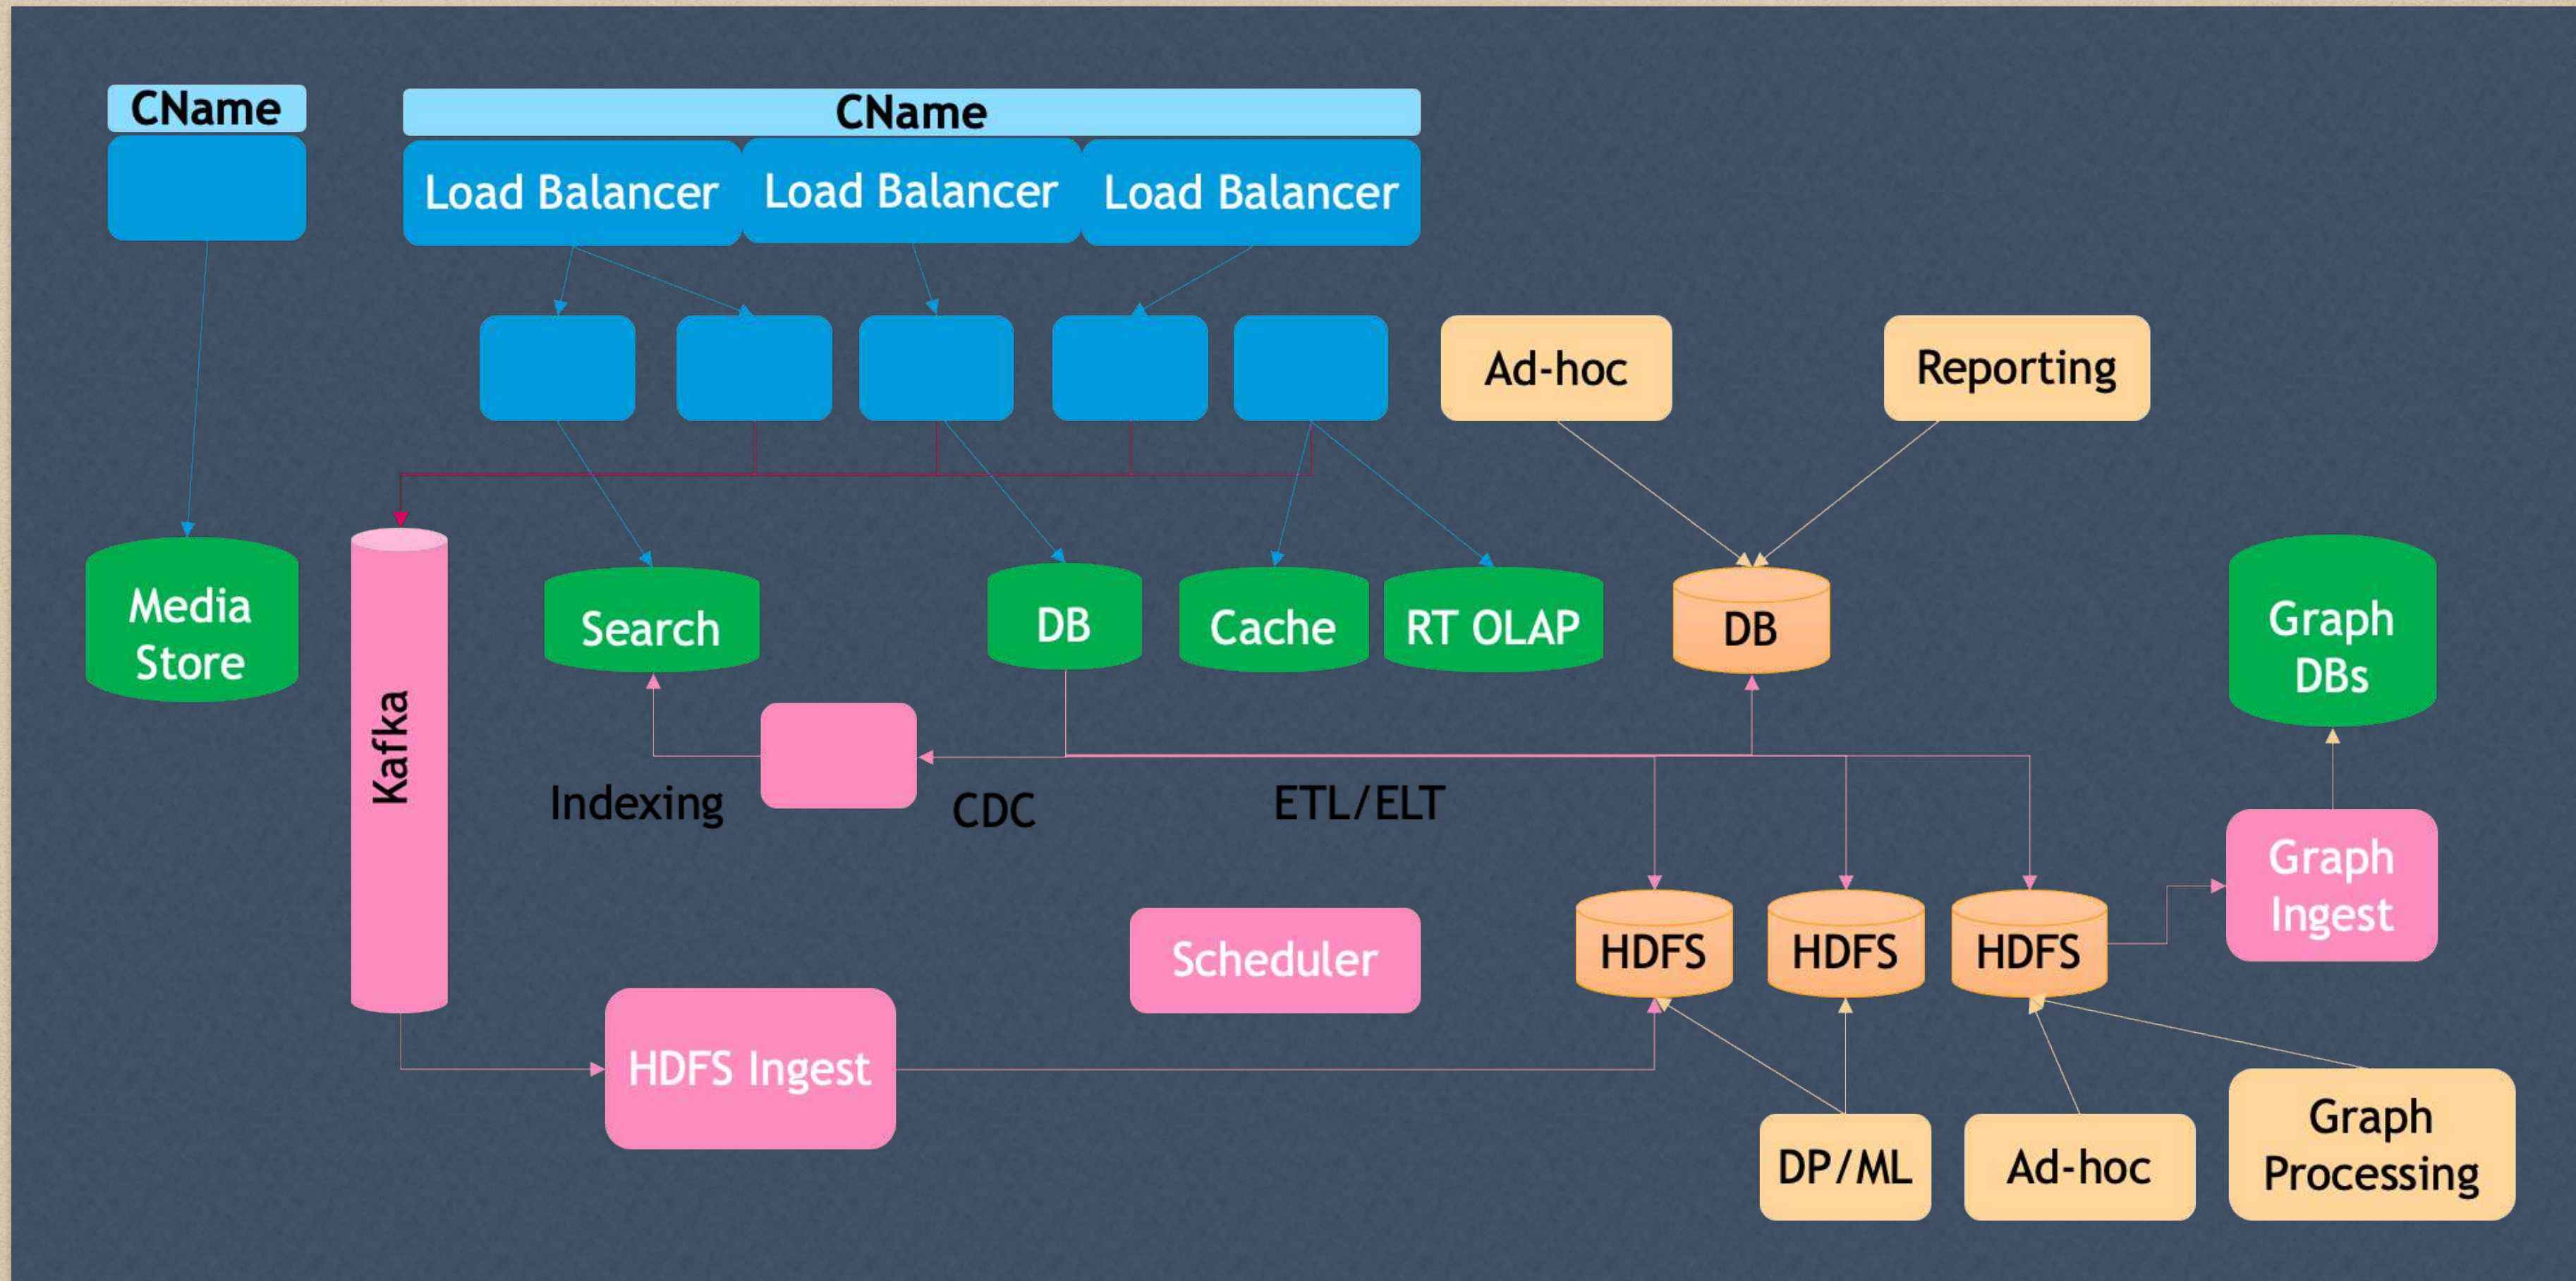 CName
CName
Load Balancer
Load Balancer
Load Balancer
Ad-hoc
Reporting
Media
Store
Kafka
Search
DB
Cache
RT OLAP
DB
Graph
DBs
Indexing
CDC
ETL/ELT
Graph
Ingest
Scheduler
HDFS
HDFS
HDFS
HDFS Ingest
DP/ML
Ad-hoc
Graph
Processing